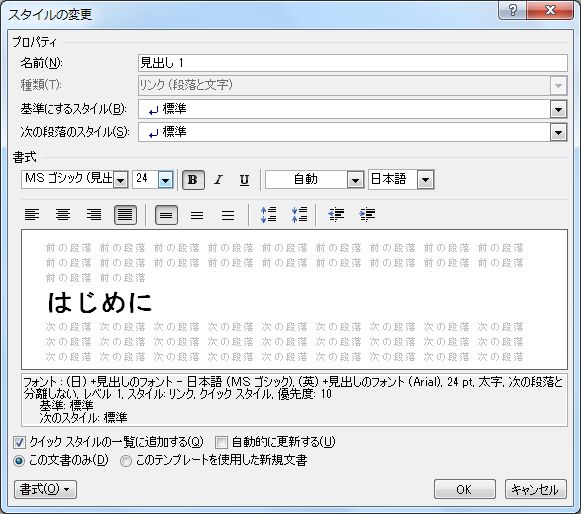 スタイルの変更
プロパティ
名前(N): 見出し 1
種類(T): リンク (段落と文字)
基準にするスタイル(B): 標準
次の段落のスタイル(S): 標準
書式
MS ゴシック (見出 24 B I U 自動 日本語
前の段落 前の段落 前の段落 前の段落 前の段落 前の段落 前の段落 前の段落 前の段落
前の段落 前の段落 前の段落 前の段落 前の段落 前の段落 前の段落 前の段落 前の段落
前の段落 前の段落
はじめに
次の段落 次の段落 次の段落 次の段落 次の段落 次の段落 次の段落 次の段落 次の段落
次の段落 次の段落 次の段落 次の段落 次の段落 次の段落 次の段落 次の段落 次の段落
次の段落 次の段落 次の段落 次の段落 次の段落 次の段落 次の段落 次の段落 次の段落
フォント : (日) +見出しのフォント - 日本語 (MS ゴシック), (英) +見出しのフォント (Arial), 24 pt, 太字, 次の段落と
分離しない, レベル 1, スタイル: リンク, クイック スタイル, 優先度: 10
基準: 標準
次のスタイル: 標準
クイック スタイルの一覧に追加する(Q) 自動的に更新する(U)
この文書のみ(D) このテンプレートを使用した新規文書
書式(O) OK キャンセル